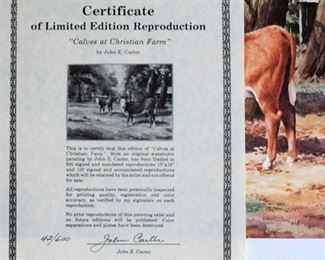 Certificate
of Limited Edition Reproduction
"Calves at Christian Farm"
by John E. Carter
This is to certify that this edition of "Calves at
Christian Farm," from an original watercolor
painting by John E. Carter, has been limited to
600 signed and numbered reproductions 13"x18"
and 100 signed and unnumbered reproductions
which will be retained by the artist and not offered
for sale.
All reproductions have been personally inspected
for printing quality, registration and color
accuracy, as verified by my signature on each
reproduction.
No prior reproductions of this painting exist and
no future editions will be published. Color
separations and plates have been destroyed.
42/600 John Carter
John E. Carter